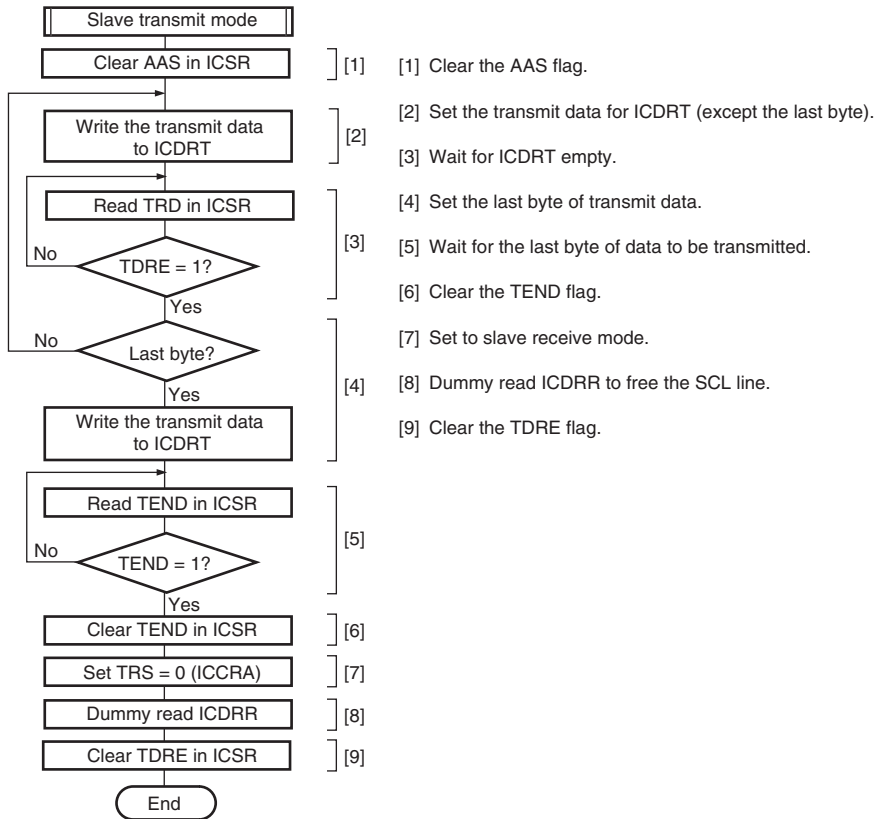 Slave transmit mode
Clear AAS in ICSR
[1]
Write the transmit data
to ICDRT
[2]
Read TRD in ICSR
No
TDRE = 1?
[3]
Yes
No
Last byte?
Yes
[4]
Write the transmit data
to ICDRT
Read TEND in ICSR
No
TEND = 1?
[5]
Yes
Clear TEND in ICSR
[6]
Set TRS = 0 (ICCRA)
[7]
Dummy read ICDRR
[8]
Clear TDRE in ICSR
[9]
End
[1] Clear the AAS flag.
[2] Set the transmit data for ICDRT (except the last byte).
[3] Wait for ICDRT empty.
[4] Set the last byte of transmit data.
[5] Wait for the last byte of data to be transmitted.
[6] Clear the TEND flag.
[7] Set to slave receive mode.
[8] Dummy read ICDRR to free the SCL line.
[9] Clear the TDRE flag.